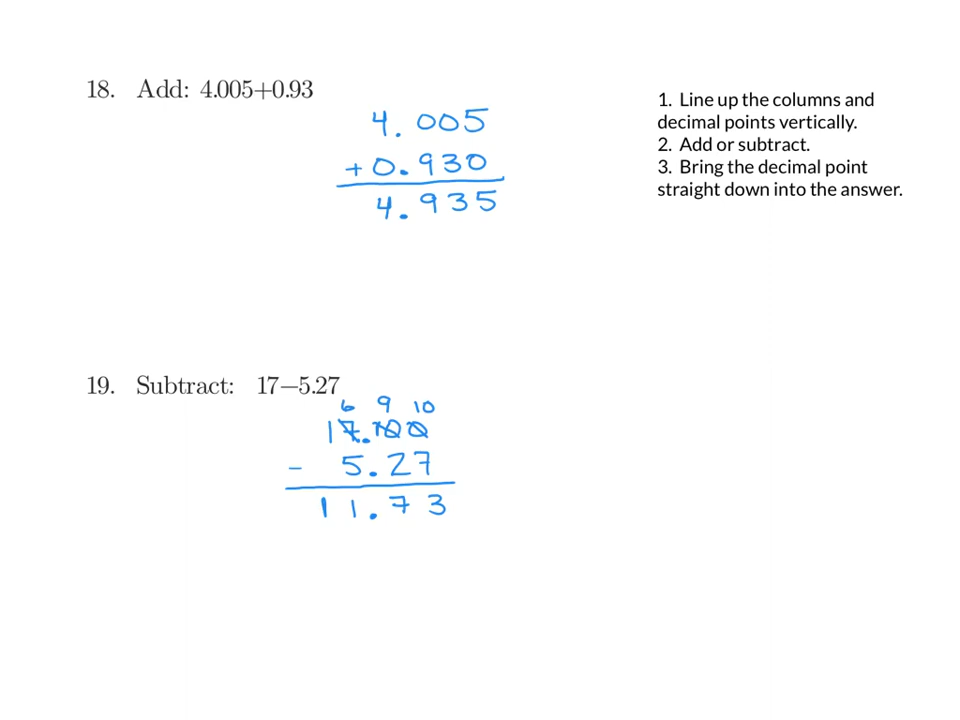 18. Add: 4.005+0.93
4.005
+0.930
4.935
1. Line up the columns and
decimal points vertically.
2. Add or subtract.
3. Bring the decimal point
straight down into the answer.
19. Subtract: 17−5.27
6 9 10
17.100
- 5.27
11.73